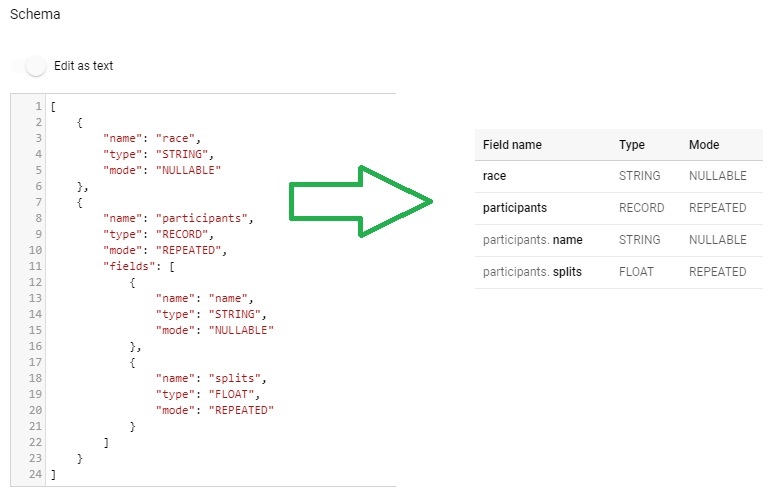 Schema
Edit as text
1 [
2     {
3         "name": "race",
4         "type": "STRING",
5         "mode": "NULLABLE"
6     },
7     {
8         "name": "participants",
9         "type": "RECORD",
10         "mode": "REPEATED",
11         "fields": [
12             {
13                 "name": "name",
14                 "type": "STRING",
15                 "mode": "NULLABLE"
16             },
17             {
18                 "name": "splits",
19                 "type": "FLOAT",
20                 "mode": "REPEATED"
21             }
22         ]
23     }
24 ]
Field name Type Mode
race STRING NULLABLE
participants RECORD REPEATED
participants. name STRING NULLABLE
participants. splits FLOAT REPEATED